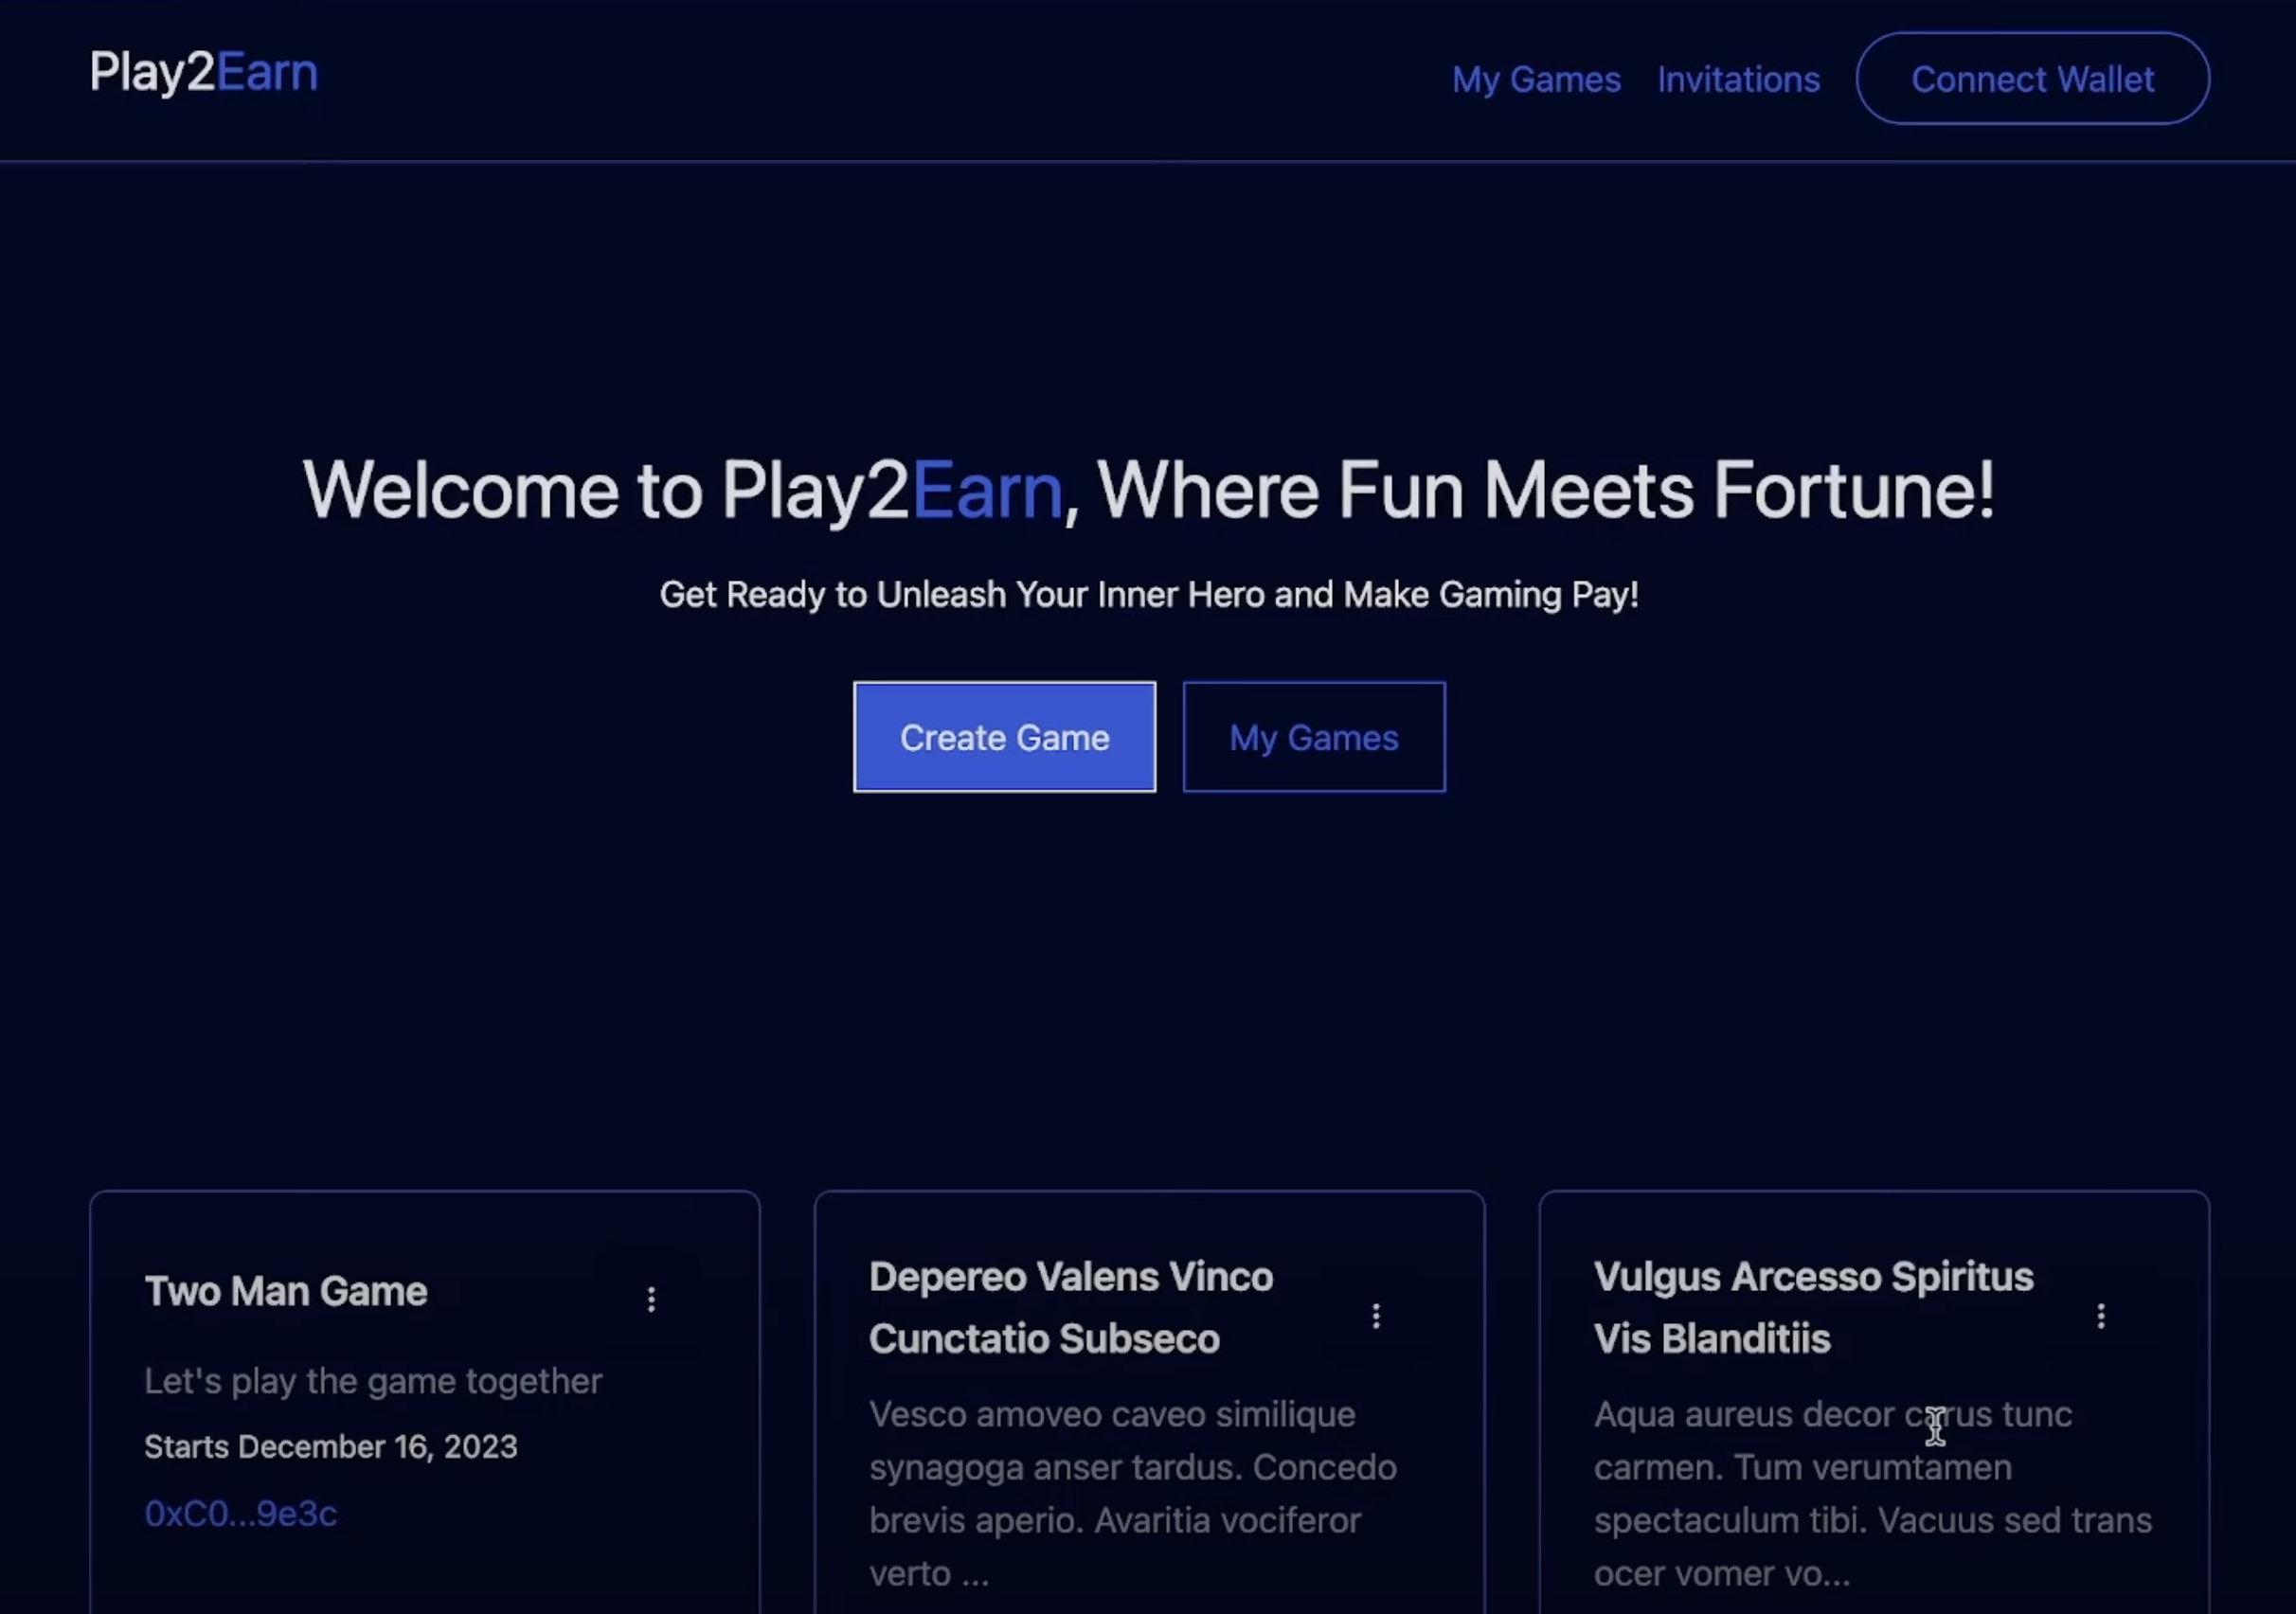 Play2Earn
My Games
Invitations
Connect Wallet
Welcome to Play2Earn, Where Fun Meets Fortune!
Get Ready to Unleash Your Inner Hero and Make Gaming Pay!
Create Game
My Games
Two Man Game
Let's play the game together
Starts December 16, 2023
0xC0...9e3c
Depereo Valens Vinco
Cunctatio Subseco
Vesco amoveo caveo similique
synagoga anser tardus. Concedo
brevis aperio. Avaritia vociferor
verto ...
Vulgus Arcesso Spiritus
Vis Blanditiis
Aqua aureus decor carus tunc
carmen. Tum verumtamen
spectaculum tibi. Vacuus sed trans
ocer vomer vo...